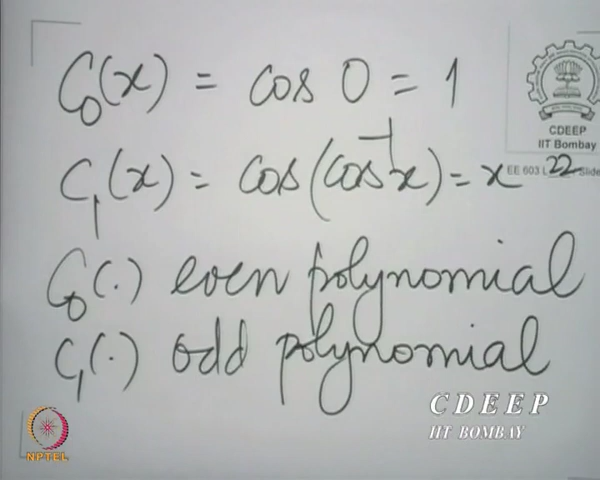 C₀(x) = cos 0 = 1
C₁(x) = cos(cos⁻¹x) = x
C₀(·) even polynomial
C₁(·) odd polynomial
CDEEP
IIT Bombay
EE 603 L 22 / Slide
CDEEP
IIT BOMBAY
NPTEL